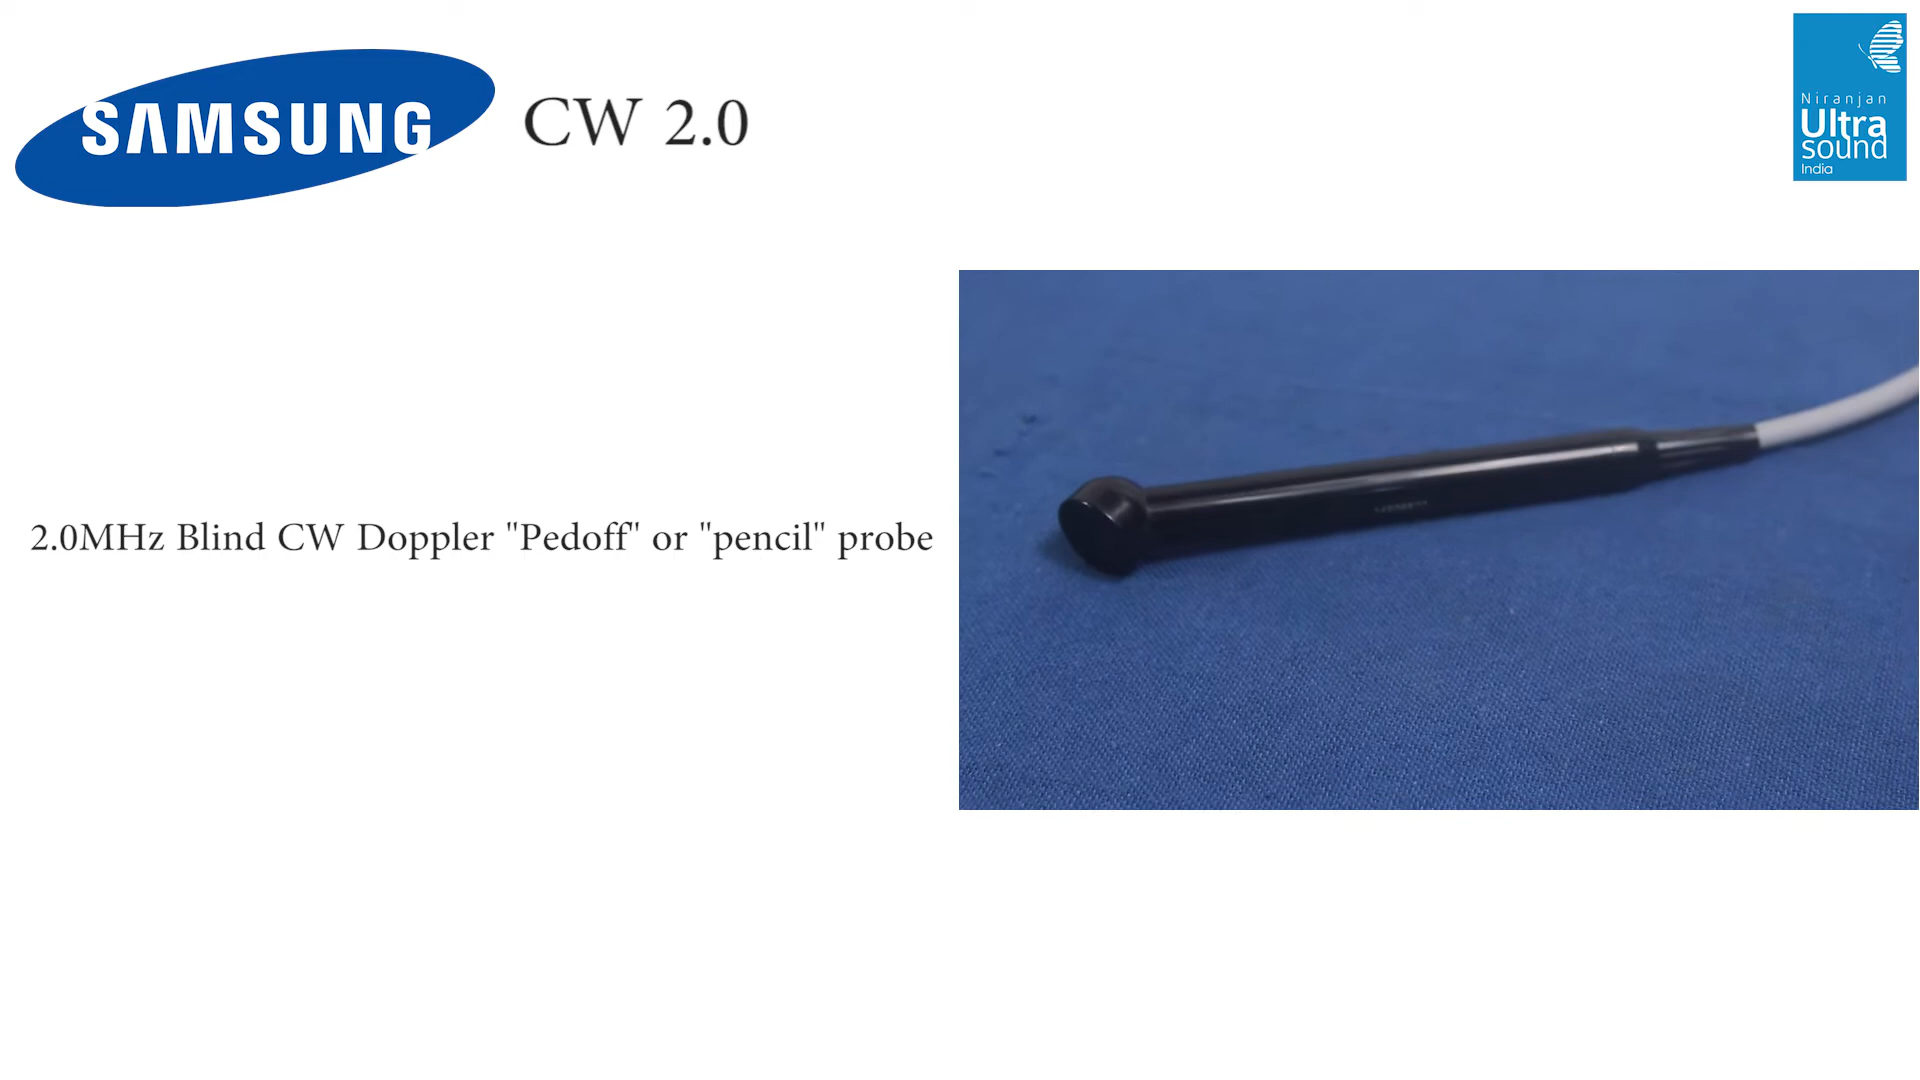 SAMSUNG
CW 2.0
Niranjan
Ultra
sound
India
2.0MHz Blind CW Doppler "Pedoff" or "pencil" probe